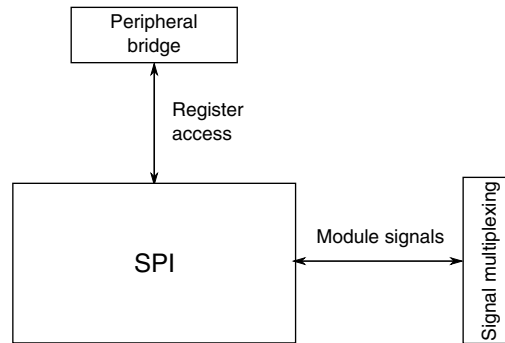 Peripheral
bridge
Register
access
SPI
Module signals
Signal multiplexing